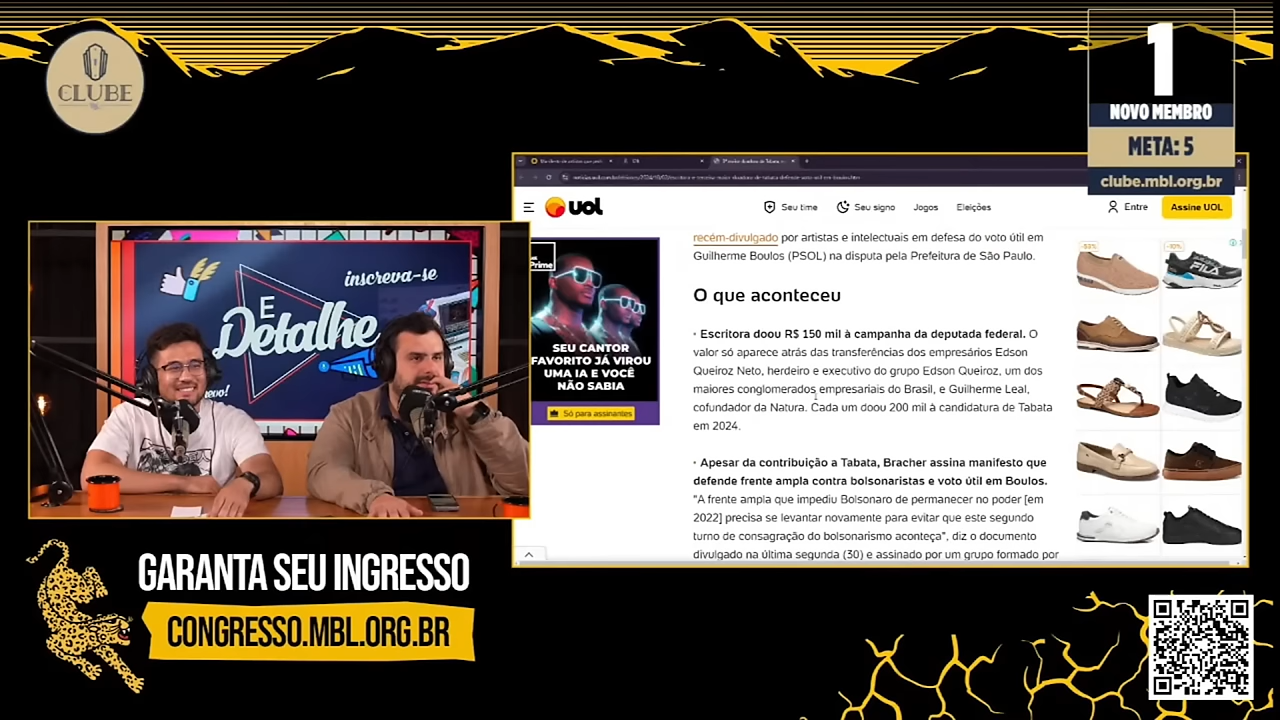 CLUBE
1
NOVO MEMBRO
META: 5
clube.mbl.org.br
uol
Seu time
Seu signo
Jogos
Eleições
Entre
Assine UOL
recém-divulgado por artistas e intelectuais em defesa do voto útil em
Guilherme Boulos (PSOL) na disputa pela Prefeitura de São Paulo.
O que aconteceu
• Escritora doou R$ 150 mil à campanha da deputada federal. O
valor só aparece atrás das transferências dos empresários Edson
Queiroz Neto, herdeiro e executivo do grupo Edson Queiroz, um dos
maiores conglomerados empresariais do Brasil, e Guilherme Leal,
cofundador da Natura. Cada um doou 200 mil à candidatura de Tabata
em 2024.
• Apesar da contribuição a Tabata, Bracher assina manifesto que
defende frente ampla contra bolsonaristas e voto útil em Boulos.
"A frente ampla que impediu Bolsonaro de permanecer no poder [em
2022] precisa se levantar novamente para evitar que este segundo
turno de consagração do bolsonarismo aconteça", diz o documento
divulgado na última segunda (30) e assinado por um grupo formado por
Prime
SEU CANTOR
FAVORITO JÁ VIROU
UMA IA E VOCÊ
NÃO SABIA
Só para assinantes
-53%
-10%
FILA
inscreva-se
E
Detalhe
GARANTA SEU INGRESSO
CONGRESSO.MBL.ORG.BR